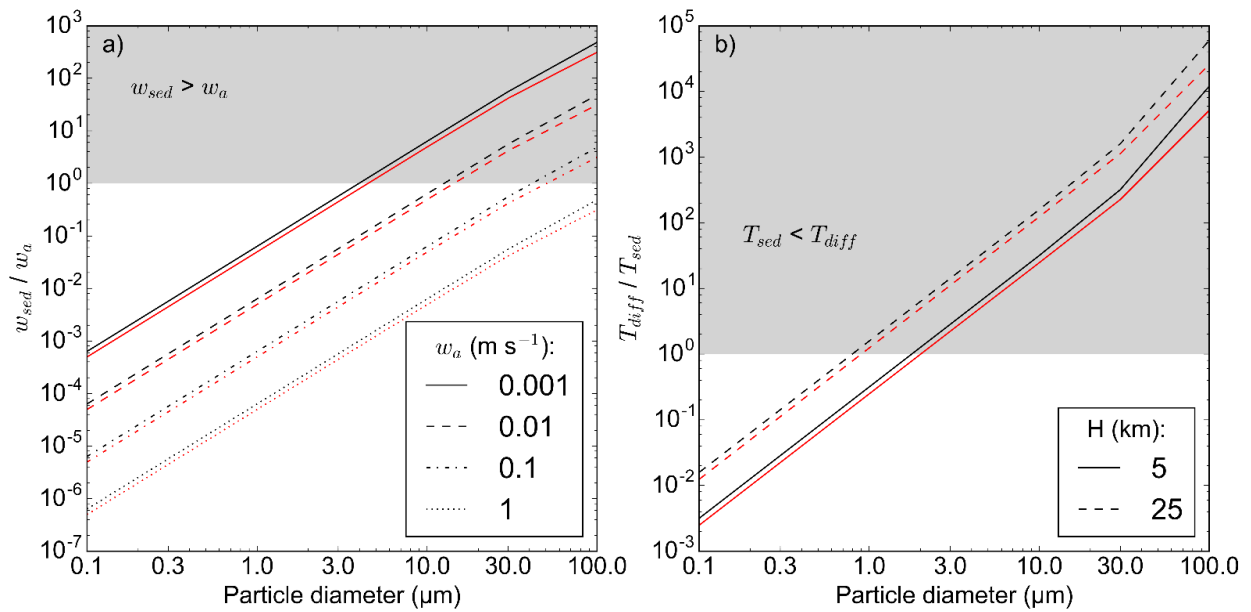 a)
w_sed > w_a
w_sed / w_a
10^3
10^2
10^1
10^0
10^-1
10^-2
10^-3
10^-4
10^-5
10^-6
10^-7
w_a (m s^-1):
0.001
0.01
0.1
1
0.1 0.3 1.0 3.0 10.0 30.0 100.0
Particle diameter (µm)
b)
T_sed < T_diff
T_diff / T_sed
10^5
10^4
10^3
10^2
10^1
10^0
10^-1
10^-2
10^-3
H (km):
5
25
0.1 0.3 1.0 3.0 10.0 30.0 100.0
Particle diameter (µm)